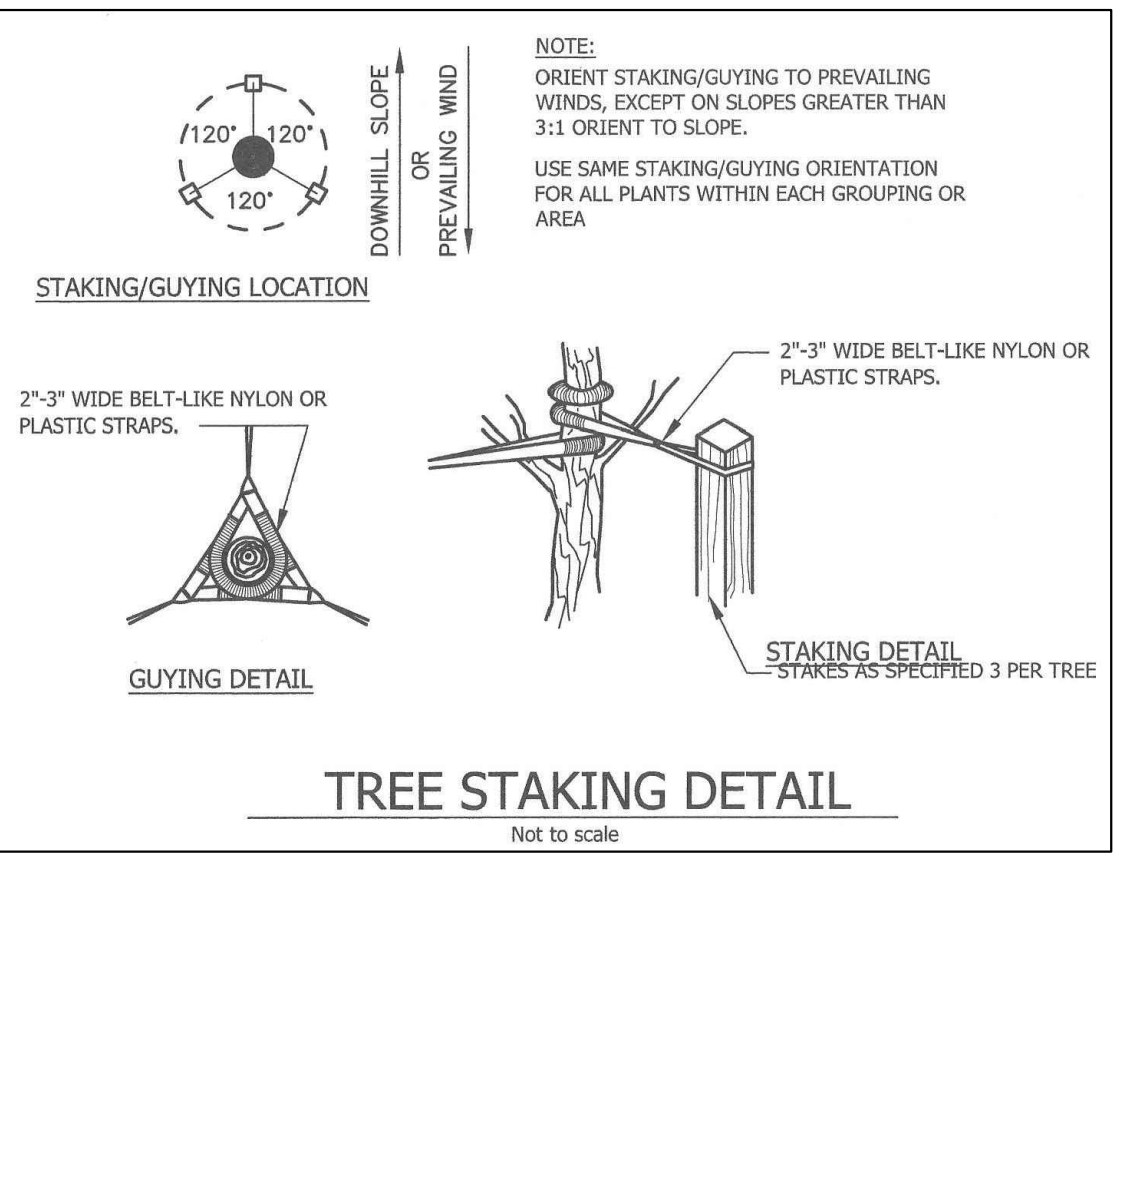 120°
120°
120°
DOWNHILL SLOPE
OR
PREVAILING WIND
NOTE:
ORIENT STAKING/GUYING TO PREVAILING
WINDS, EXCEPT ON SLOPES GREATER THAN
3:1 ORIENT TO SLOPE.
USE SAME STAKING/GUYING ORIENTATION
FOR ALL PLANTS WITHIN EACH GROUPING OR
AREA
STAKING/GUYING LOCATION
2"-3" WIDE BELT-LIKE NYLON OR
PLASTIC STRAPS.
2"-3" WIDE BELT-LIKE NYLON OR
PLASTIC STRAPS.
GUYING DETAIL
STAKING DETAIL
STAKES AS SPECIFIED 3 PER TREE
TREE STAKING DETAIL
Not to scale